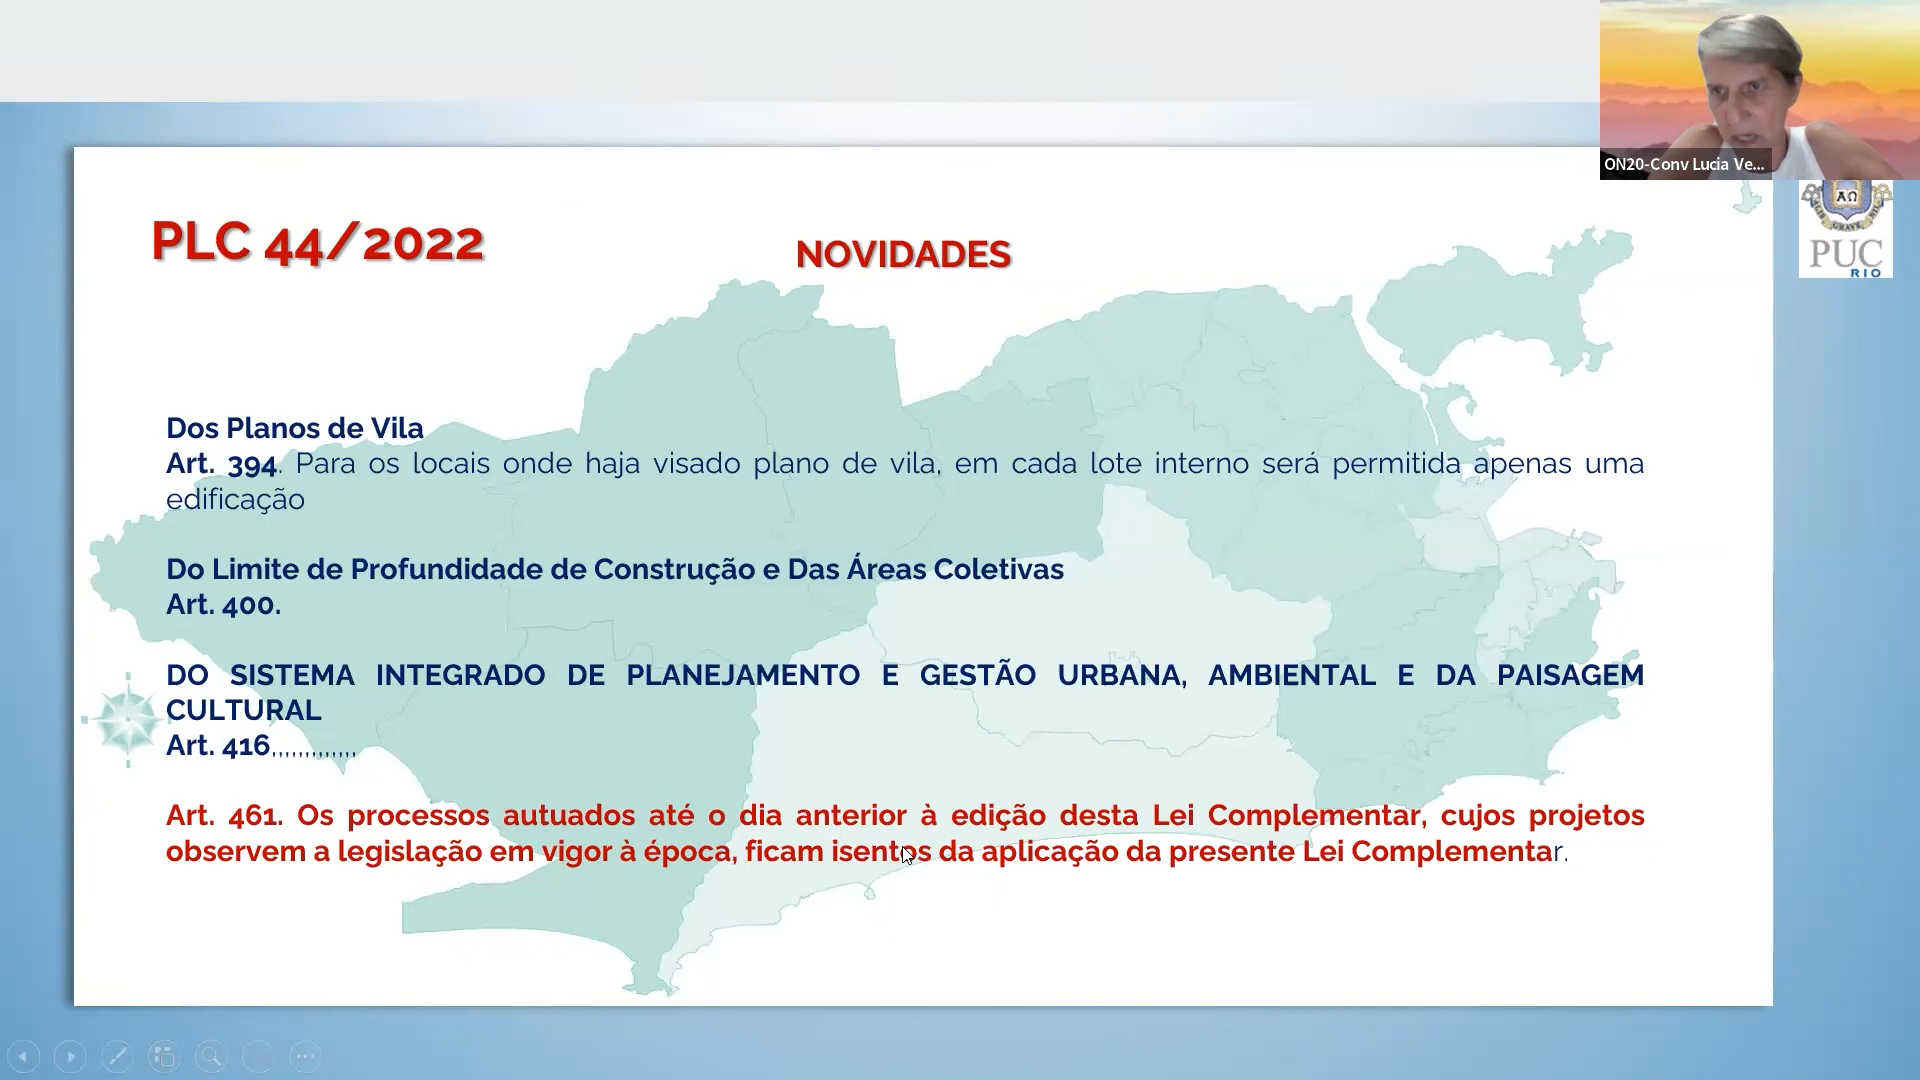 ON20-Conv Lucia Ve...
ΑΩ
PUC
RIO
PLC 44/2022
NOVIDADES
Dos Planos de Vila
Art. 394. Para os locais onde haja visado plano de vila, em cada lote interno será permitida apenas uma
edificação
Do Limite de Profundidade de Construção e Das Áreas Coletivas
Art. 400.
DO SISTEMA INTEGRADO DE PLANEJAMENTO E GESTÃO URBANA, AMBIENTAL E DA PAISAGEM
CULTURAL
Art. 416,,,,,,,,,,,,,
Art. 461. Os processos autuados até o dia anterior à edição desta Lei Complementar, cujos projetos
observem a legislação em vigor à época, ficam isentos da aplicação da presente Lei Complementar.